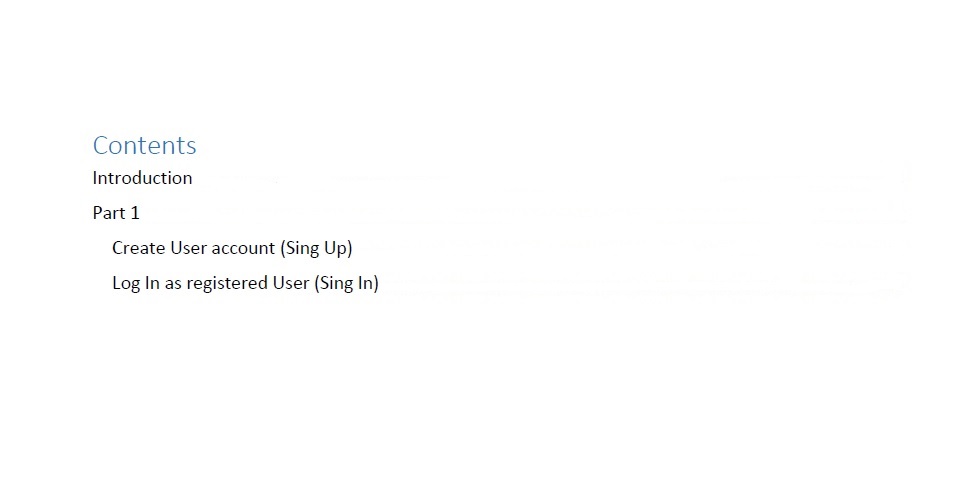 Contents
Introduction
Part 1
Create User account (Sing Up)
Log In as registered User (Sing In)